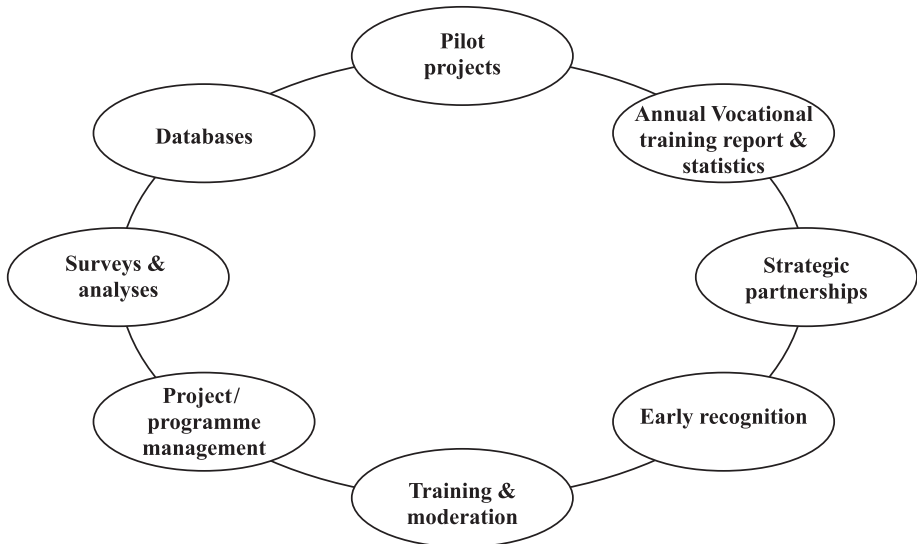 Pilot
projects
Annual Vocational
training report &
statistics
Strategic
partnerships
Early recognition
Training &
moderation
Project/
programme
management
Surveys &
analyses
Databases